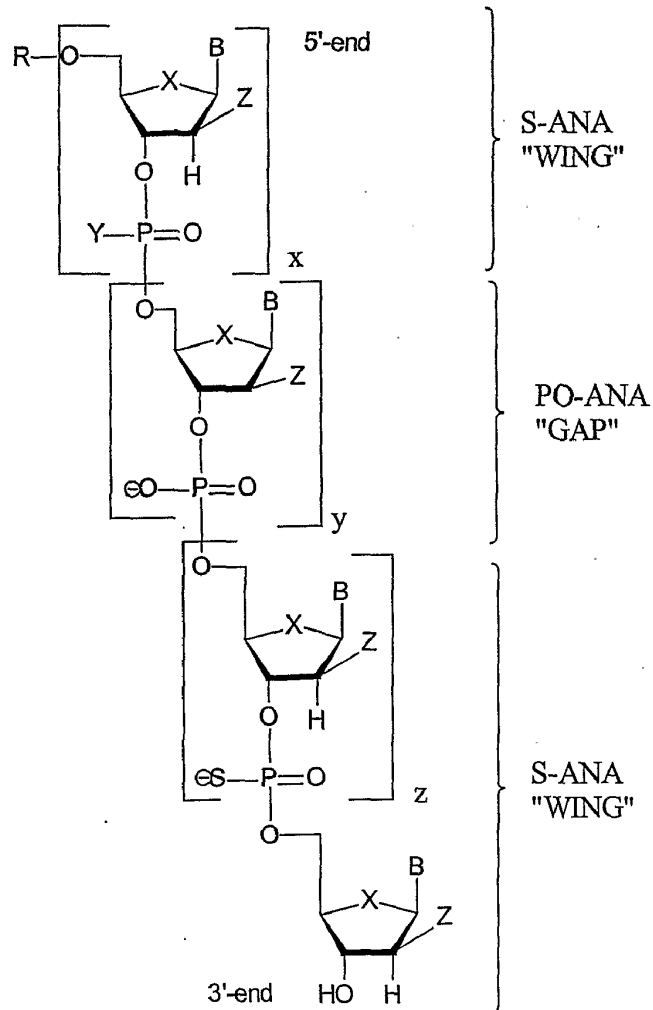 5'-end
R O B
X
Z
O H
Y P O
x
S-ANA
"WING"
O B
X
Z
O
⊖O P O
y
PO-ANA
"GAP"
O B
X
Z
O H
⊖S P O
z
O
S-ANA
"WING"
B
X
Z
3'-end HO H